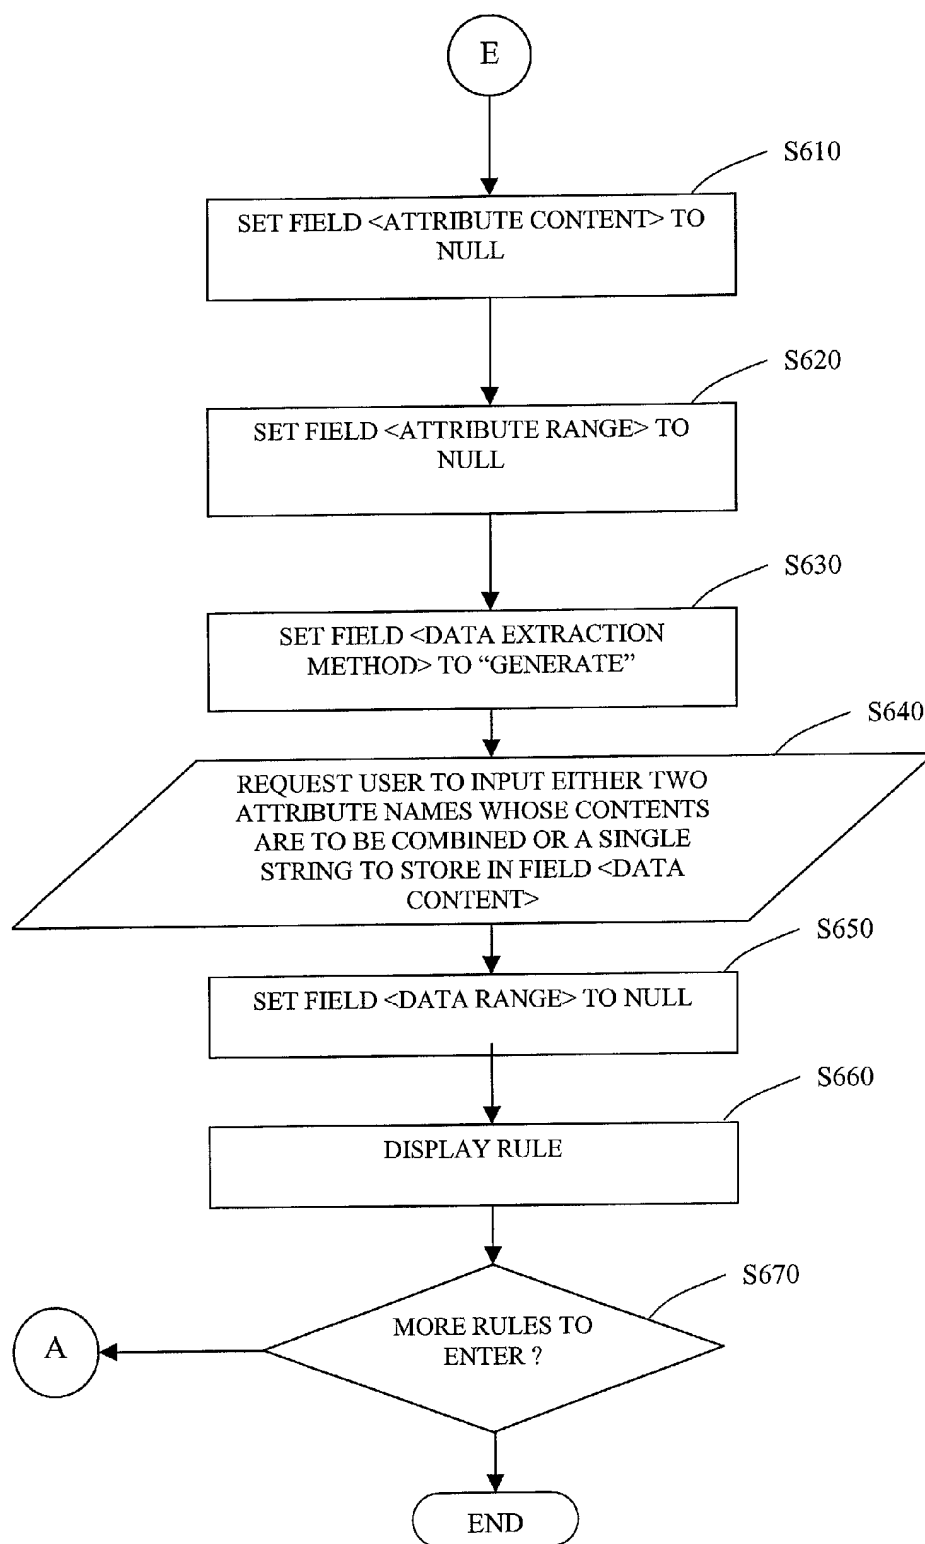 E
S610
SET FIELD <ATTRIBUTE CONTENT> TO
NULL
S620
SET FIELD <ATTRIBUTE RANGE> TO
NULL
S630
SET FIELD <DATA EXTRACTION
METHOD> TO “GENERATE”
S640
REQUEST USER TO INPUT EITHER TWO
ATTRIBUTE NAMES WHOSE CONTENTS
ARE TO BE COMBINED OR A SINGLE
STRING TO STORE IN FIELD <DATA
CONTENT>
S650
SET FIELD <DATA RANGE> TO NULL
S660
DISPLAY RULE
S670
MORE RULES TO
ENTER ?
A
END